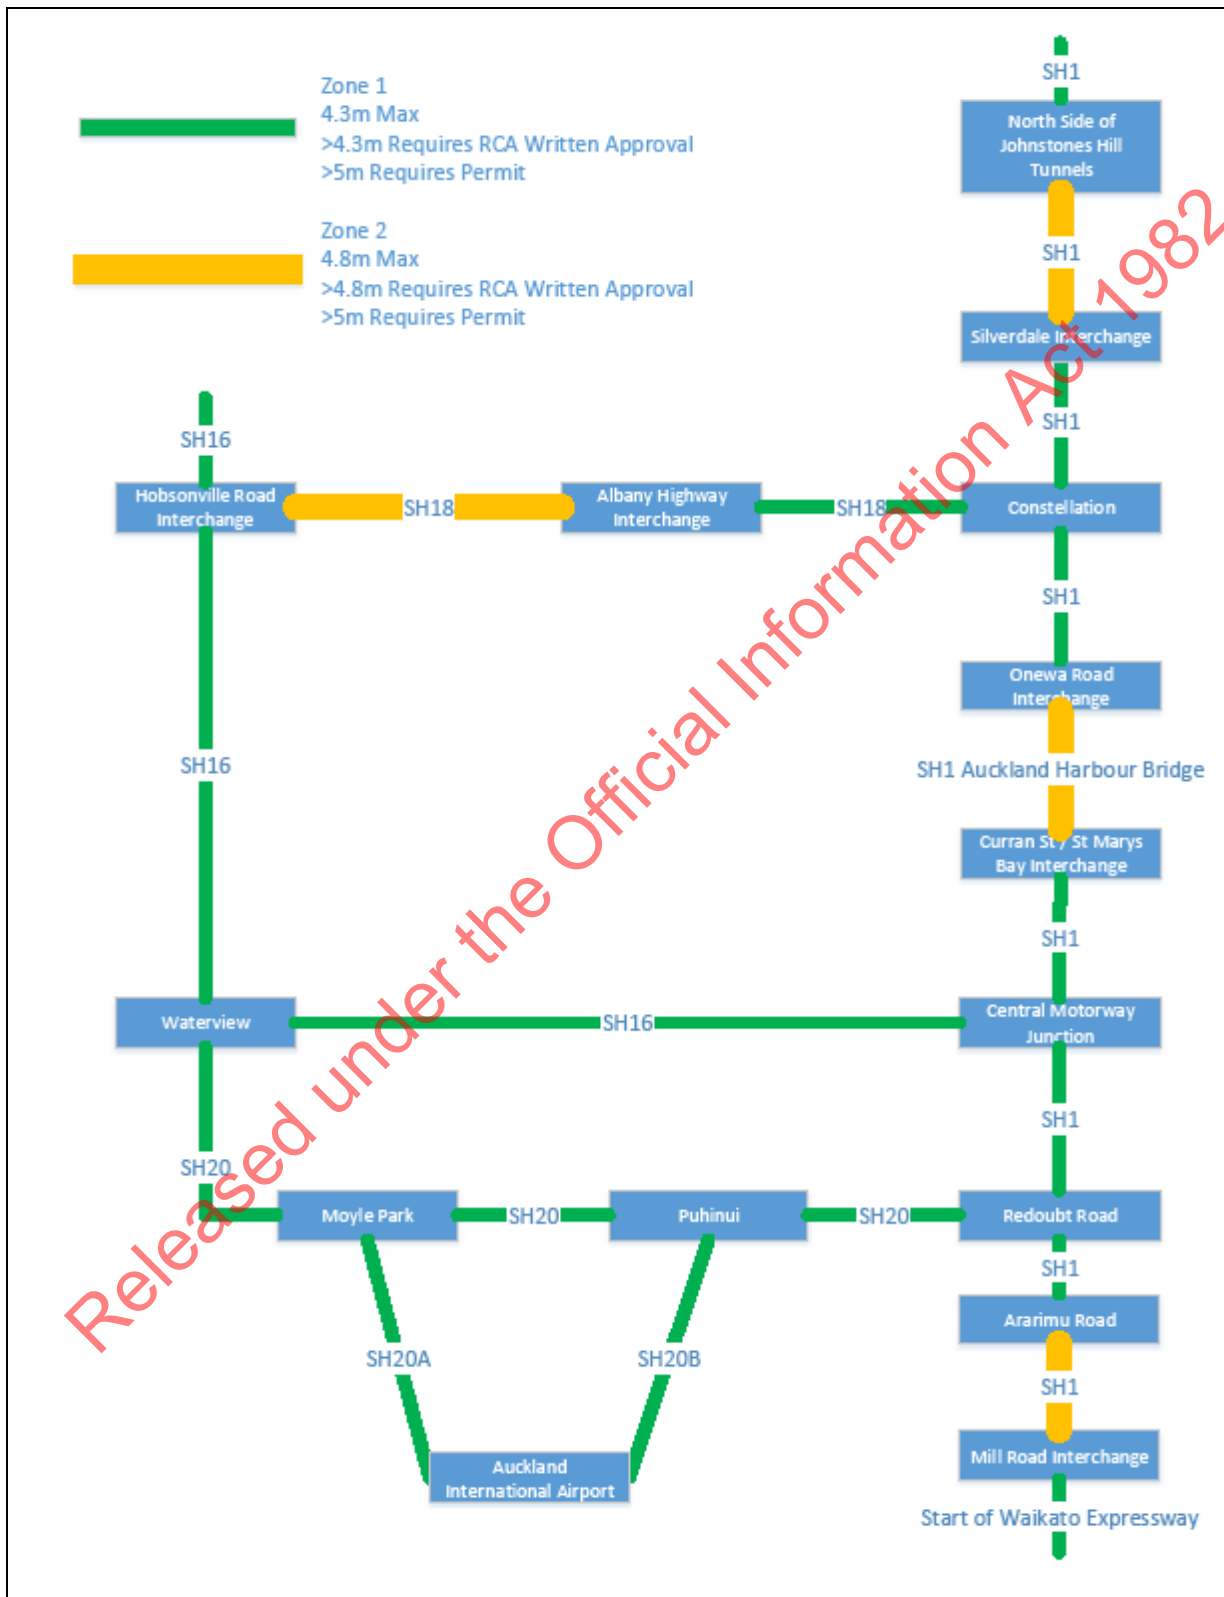 Zone 1
4.3m Max
>4.3m Requires RCA Written Approval
>5m Requires Permit
Zone 2
4.8m Max
>4.8m Requires RCA Written Approval
>5m Requires Permit
SH1
North Side of
Johnstones Hill
Tunnels
SH1
Silverdale Interchange
SH1
SH16
Hobsonville Road
Interchange
SH18
Albany Highway
Interchange
SH18
Constellation
SH1
Onewa Road
Interchange
SH16
SH1 Auckland Harbour Bridge
Curran St / St Marys
Bay Interchange
SH1
Waterview
SH16
Central Motorway
Junction
SH1
SH20
Moyle Park
SH20
Puhinui
SH20
Redoubt Road
SH1
Ararimu Road
SH20A
SH20B
SH1
Auckland
International Airport
Mill Road Interchange
Start of Waikato Expressway
Released under the Official Information Act 1982